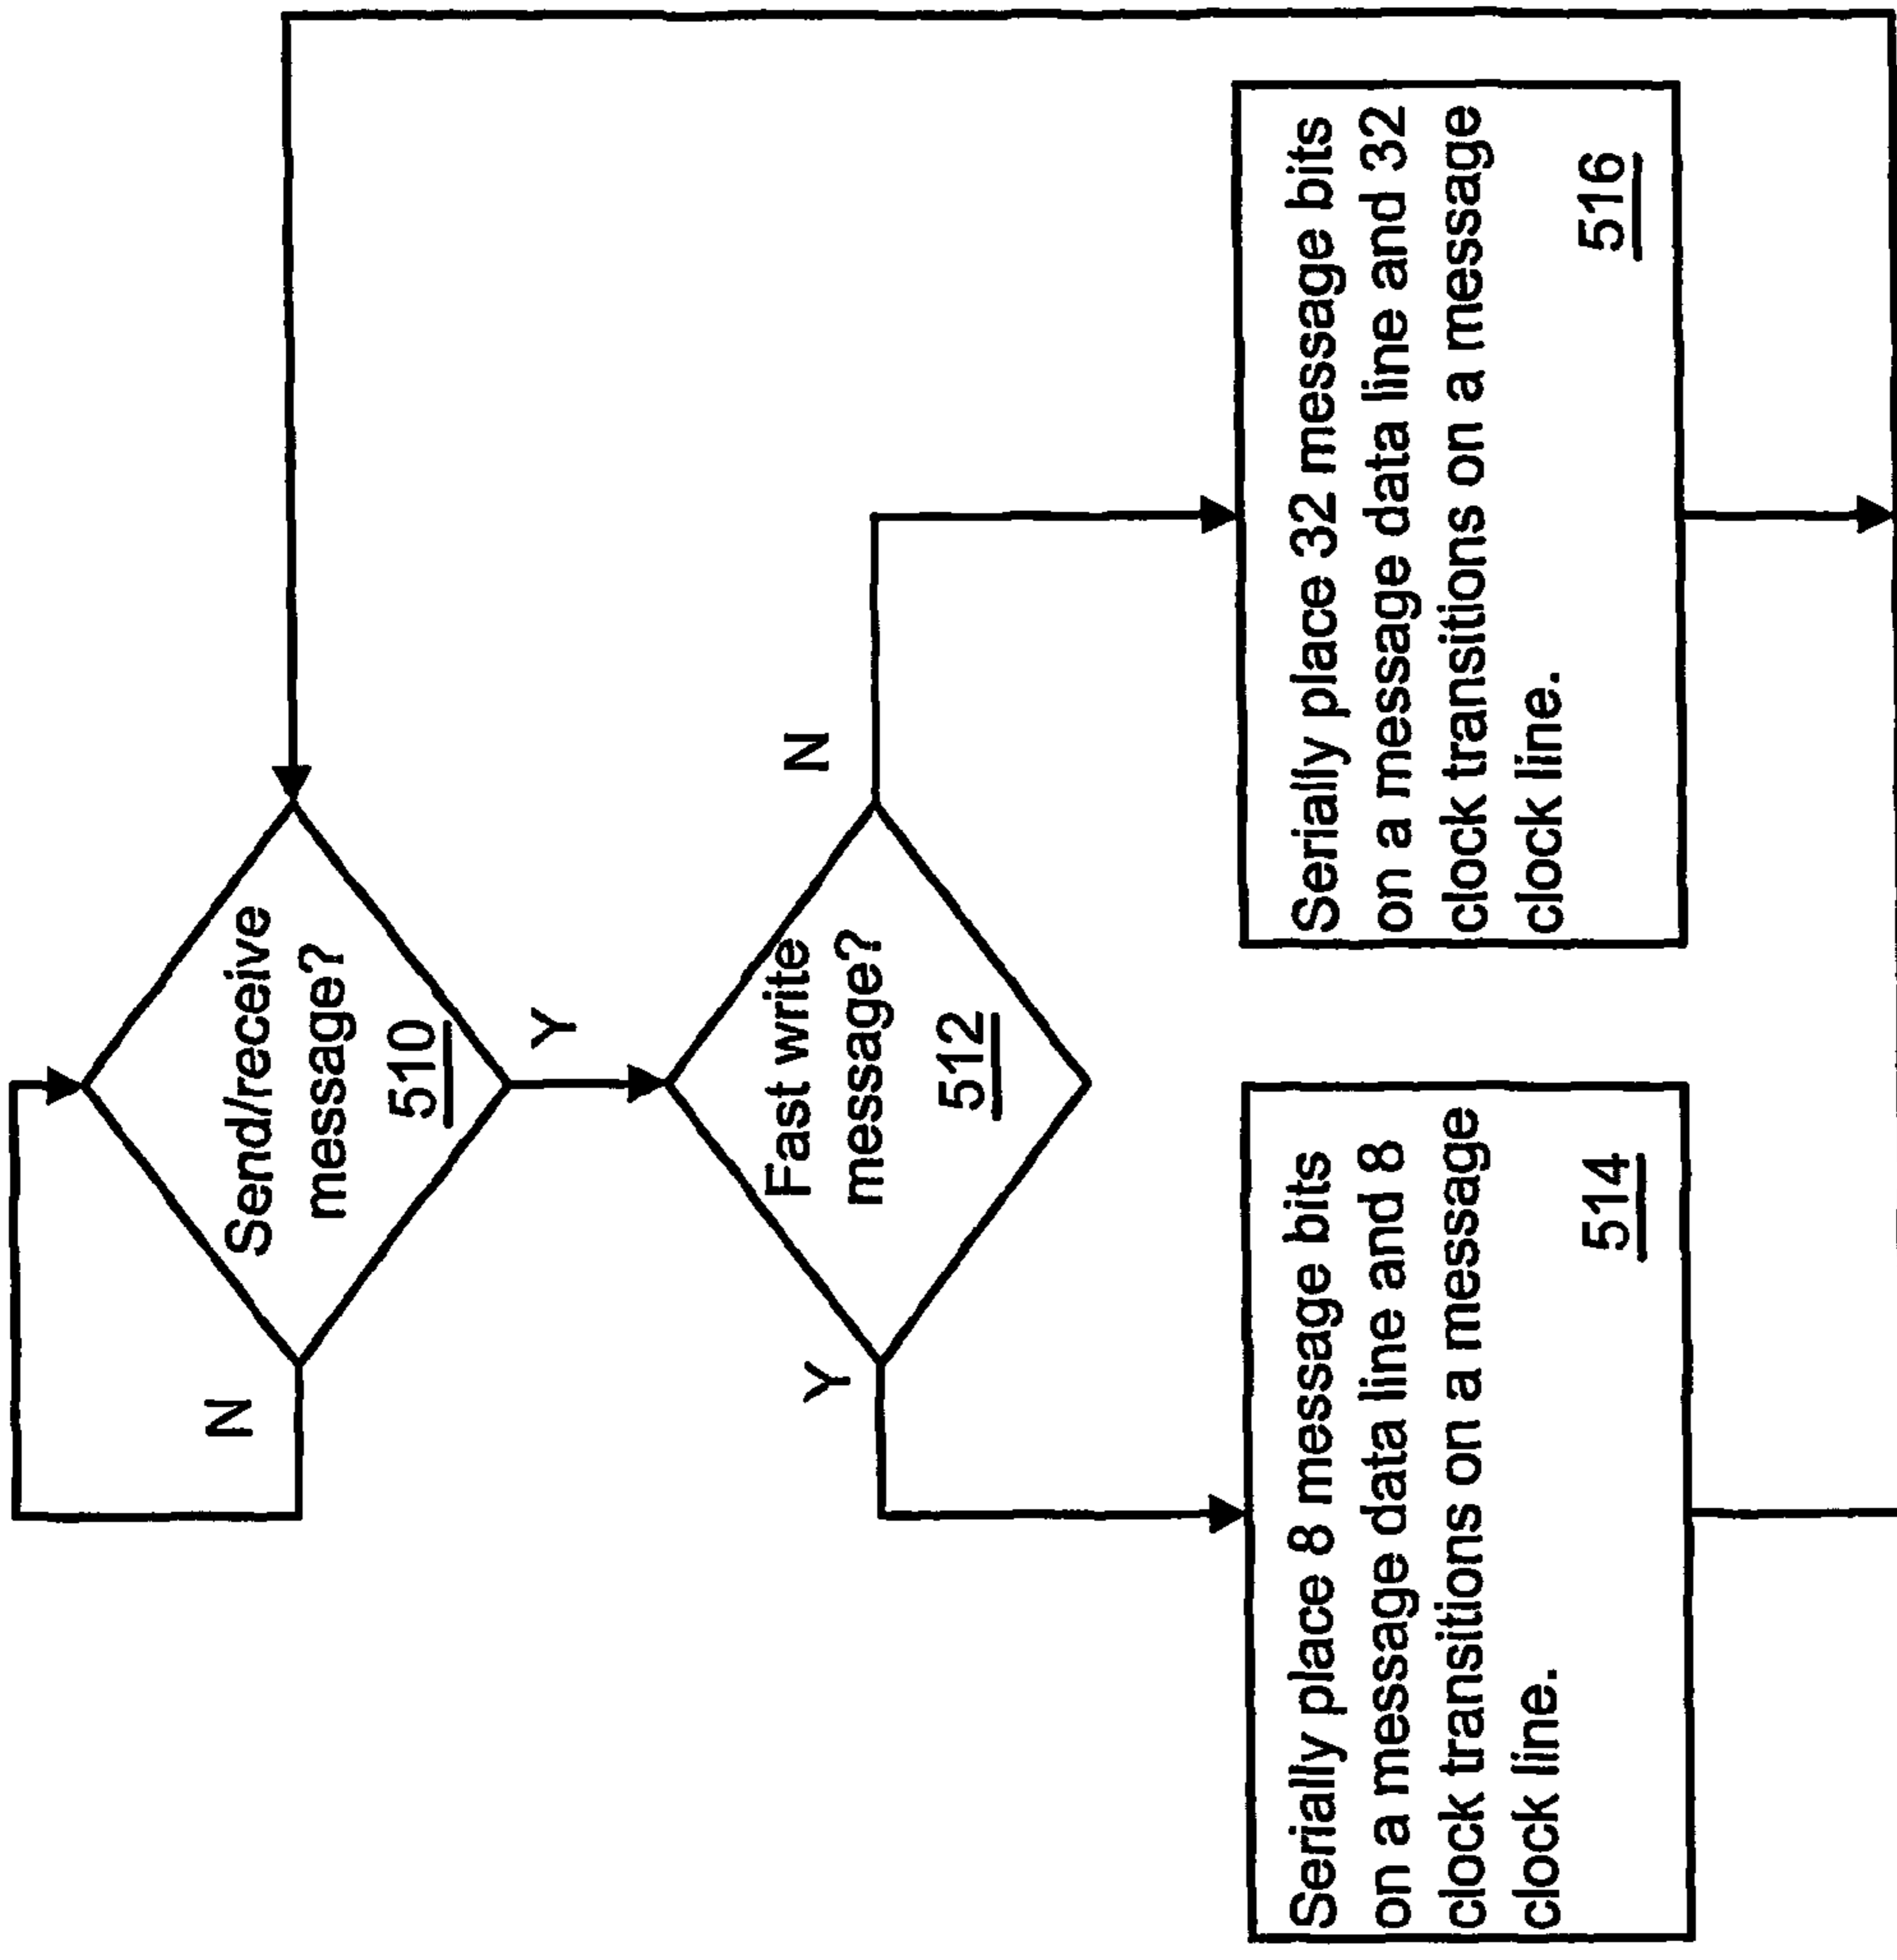 Send/receive
message?
510
N
Y
Fast write
message?
512
Y
N
Serially place 8 message bits
on a message data line and 8
clock transitions on a message
clock line.
514
Serially place 32 message bits
on a message data line and 32
clock transitions on a message
clock line.
516